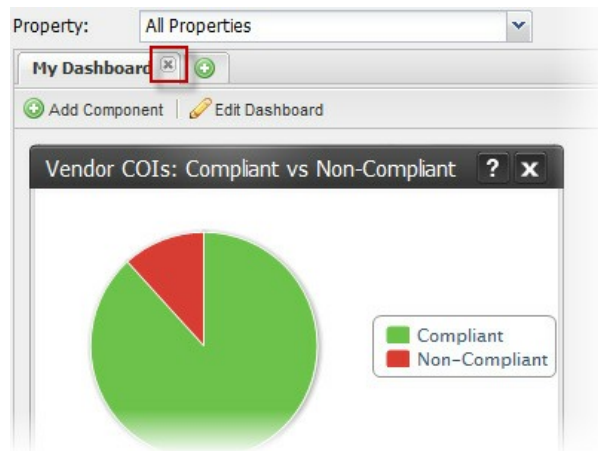 Property: All Properties
My Dashboard
Add Component | Edit Dashboard
Vendor COIs: Compliant vs Non-Compliant ? x
Compliant
Non-Compliant